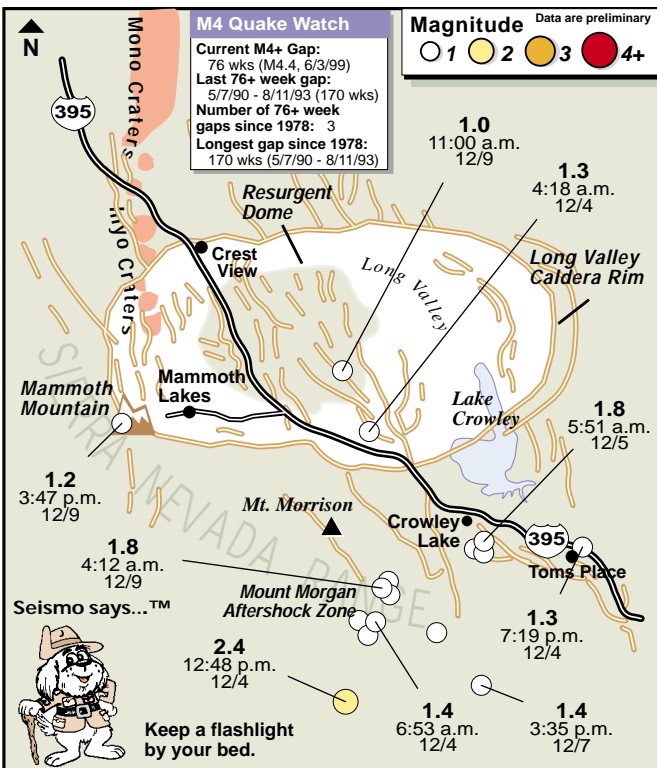 N
Mono Craters
395
M4 Quake Watch
Current M4+ Gap:
76 wks (M4.4, 6/3/99)
Last 76+ week gap:
5/7/90 - 8/11/93 (170 wks)
Number of 76+ week
gaps since 1978: 3
Longest gap since 1978:
170 wks (5/7/90 - 8/11/93)
Magnitude
Data are preliminary
1
2
3
4+
1.0
11:00 a.m.
12/9
1.3
4:18 a.m.
12/4
Resurgent
Dome
Inyo Craters
Crest
View
Long Valley
Long Valley
Caldera Rim
Mammoth
Mountain
Mammoth
Lakes
Lake
Crowley
1.8
5:51 a.m.
12/5
1.2
3:47 p.m.
12/9
SIERRA NEVADA RANGE
Mt. Morrison
Crowley
Lake
395
Toms Place
1.8
4:12 a.m.
12/9
Mount Morgan
Aftershock Zone
1.3
7:19 p.m.
12/4
Seismo says...™
2.4
12:48 p.m.
12/4
1.4
6:53 a.m.
12/4
1.4
3:35 p.m.
12/7
Keep a flashlight
by your bed.